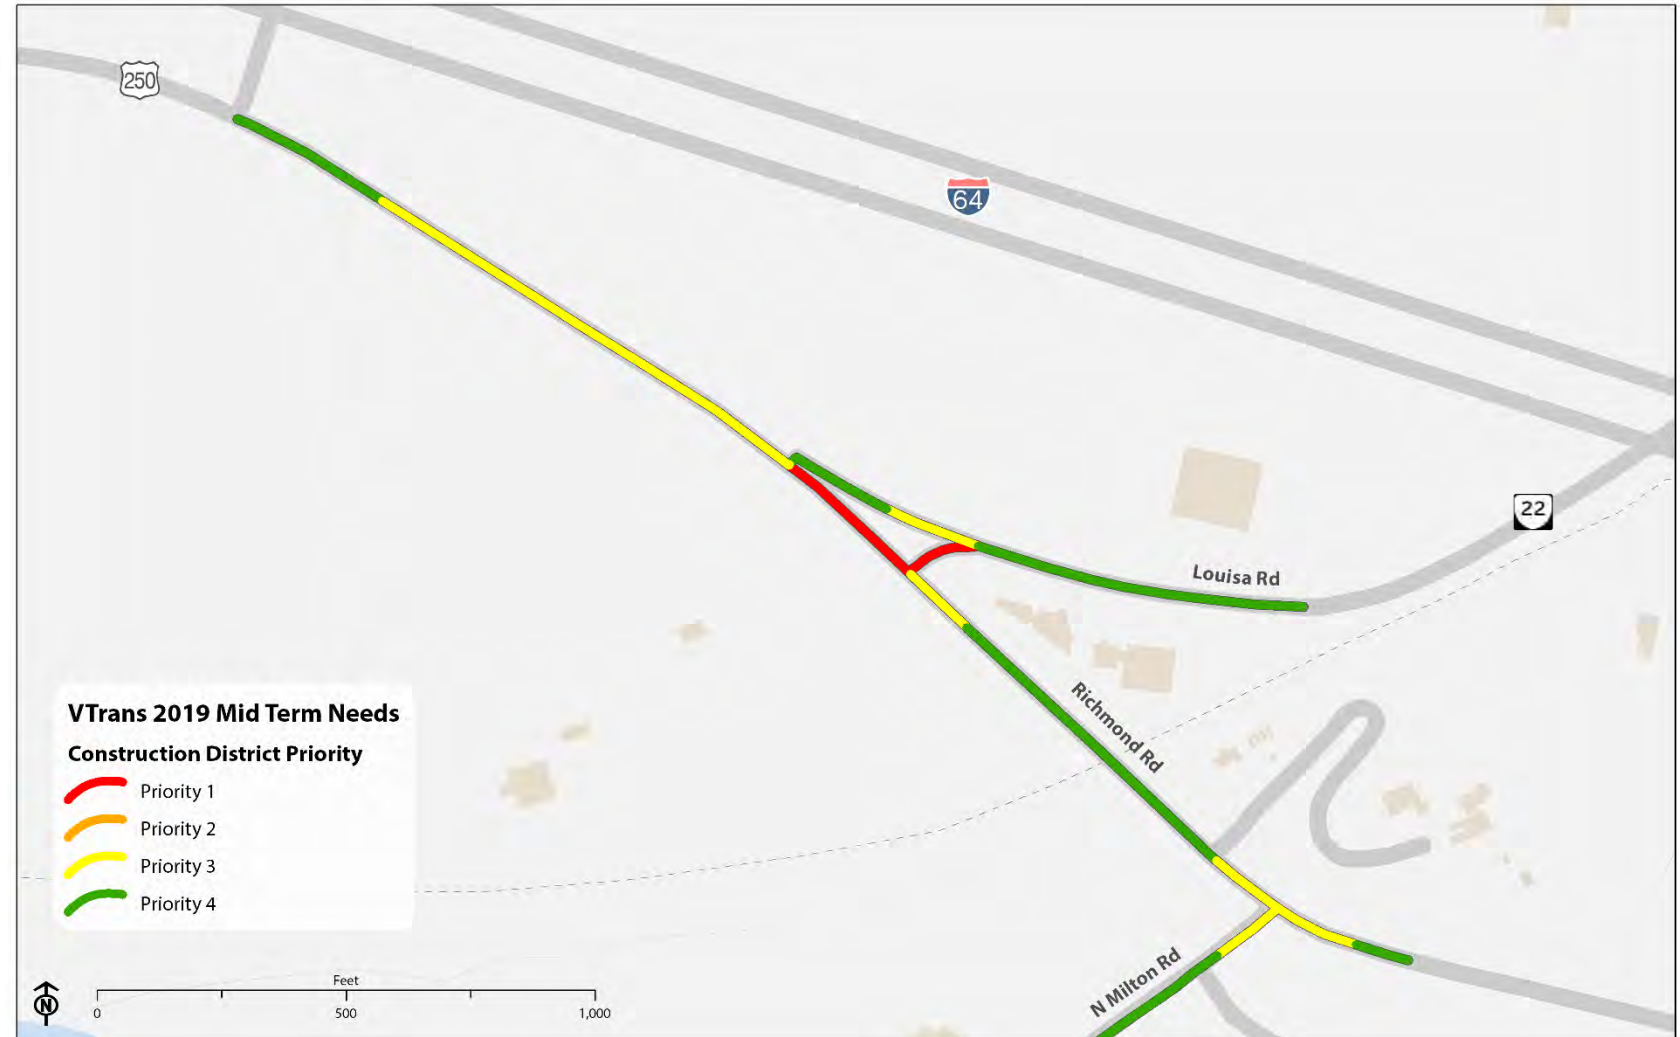 250
64
22
Louisa Rd
Richmond Rd
N Milton Rd
VTrans 2019 Mid Term Needs
Construction District Priority
Priority 1
Priority 2
Priority 3
Priority 4
N
Feet
0 500 1,000